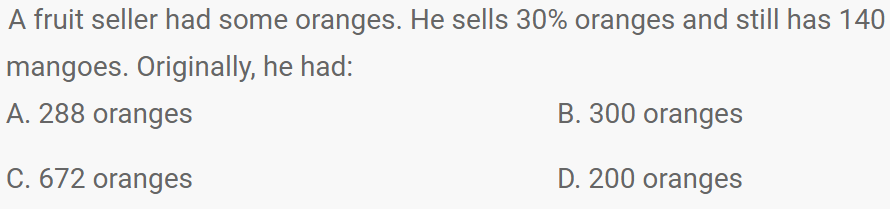 A fruit seller had some oranges. He sells 30% oranges and still has 140
mangoes. Originally, he had:
A. 288 oranges
B. 300 oranges
C. 672 oranges
D. 200 oranges